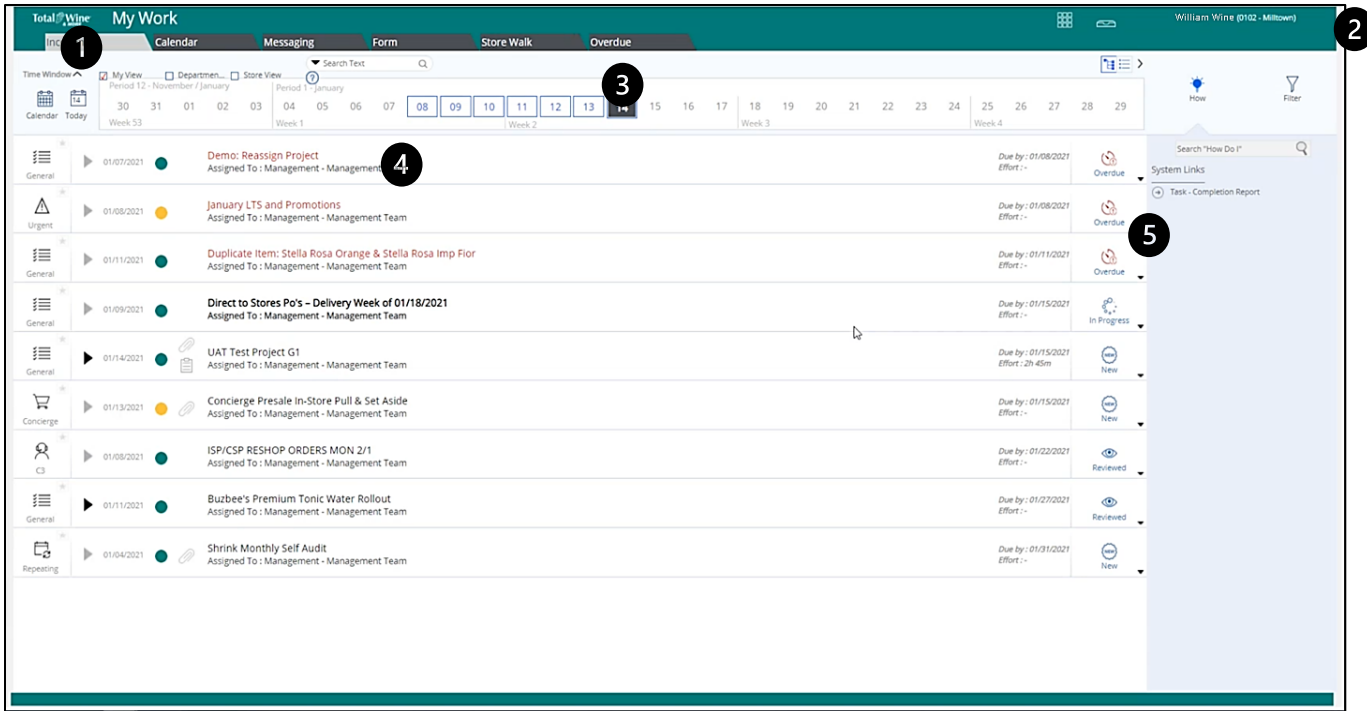 Total Wine & MORE My Work William Wine (0102 - Milltown) 2
Inc 1 Calendar Messaging Form Store Walk Overdue
Search Text
Time Window My View Departmen... Store View ?
3
Period 12 - November / January Period 1 - January
14
30 31 01 02 03 04 05 06 07 08 09 10 11 12 13 14 15 16 17 18 19 20 21 22 23 24 25 26 27 28 29
Calendar Today
Week 53 Week 1 Week 2 Week 3 Week 4
How Filter
Search "How Do I"
System Links
Task - Completion Report
General 01/07/2021 Demo: Reassign Project Due by : 01/08/2021 Overdue
Assigned To : Management - Management 4 Effort : -
Urgent 01/08/2021 January LTS and Promotions Due by : 01/08/2021 Overdue
Assigned To : Management - Management Team Effort : -
5
General 01/11/2021 Duplicate Item: Stella Rosa Orange & Stella Rosa Imp Fior Due by : 01/11/2021 Overdue
Assigned To : Management - Management Team Effort : -
General 01/09/2021 Direct to Stores Po's – Delivery Week of 01/18/2021 Due by : 01/15/2021 In Progress
Assigned To : Management - Management Team Effort : -
General 01/14/2021 UAT Test Project G1 Due by : 01/15/2021 NEW New
Assigned To : Management - Management Team Effort : 2h 45m
Concierge 01/13/2021 Concierge Presale In-Store Pull & Set Aside Due by : 01/15/2021 NEW New
Assigned To : Management - Management Team Effort : -
C3 01/08/2021 ISP/CSP RESHOP ORDERS MON 2/1 Due by : 01/22/2021 Reviewed
Assigned To : Management - Management Team Effort : -
General 01/11/2021 Buzbee's Premium Tonic Water Rollout Due by : 01/27/2021 Reviewed
Assigned To : Management - Management Team Effort : -
Repeating 01/04/2021 Shrink Monthly Self Audit Due by : 01/31/2021 NEW New
Assigned To : Management - Management Team Effort : -